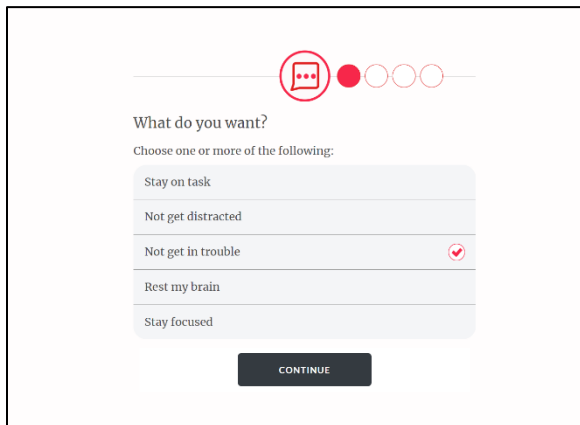 What do you want?
Choose one or more of the following:
Stay on task
Not get distracted
Not get in trouble
Rest my brain
Stay focused
CONTINUE